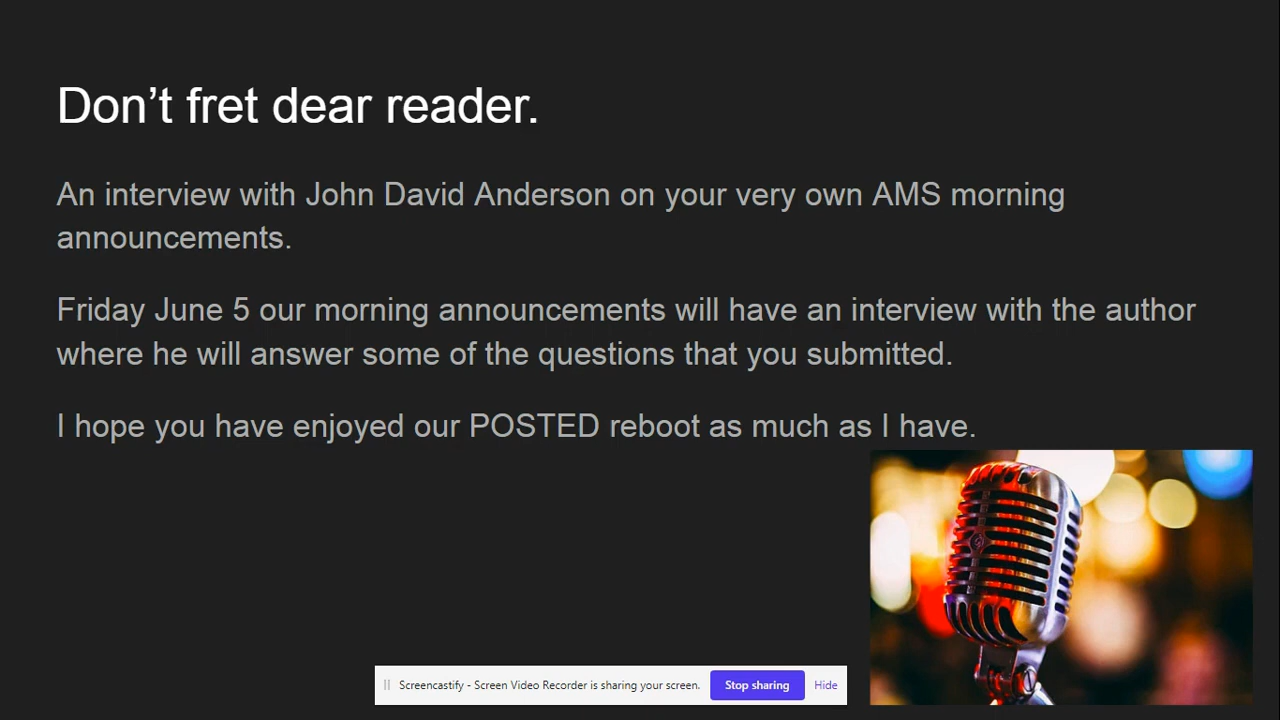 Don’t fret dear reader.
An interview with John David Anderson on your very own AMS morning
announcements.
Friday June 5 our morning announcements will have an interview with the author
where he will answer some of the questions that you submitted.
I hope you have enjoyed our POSTED reboot as much as I have.
Screencastify - Screen Video Recorder is sharing your screen. Stop sharing Hide